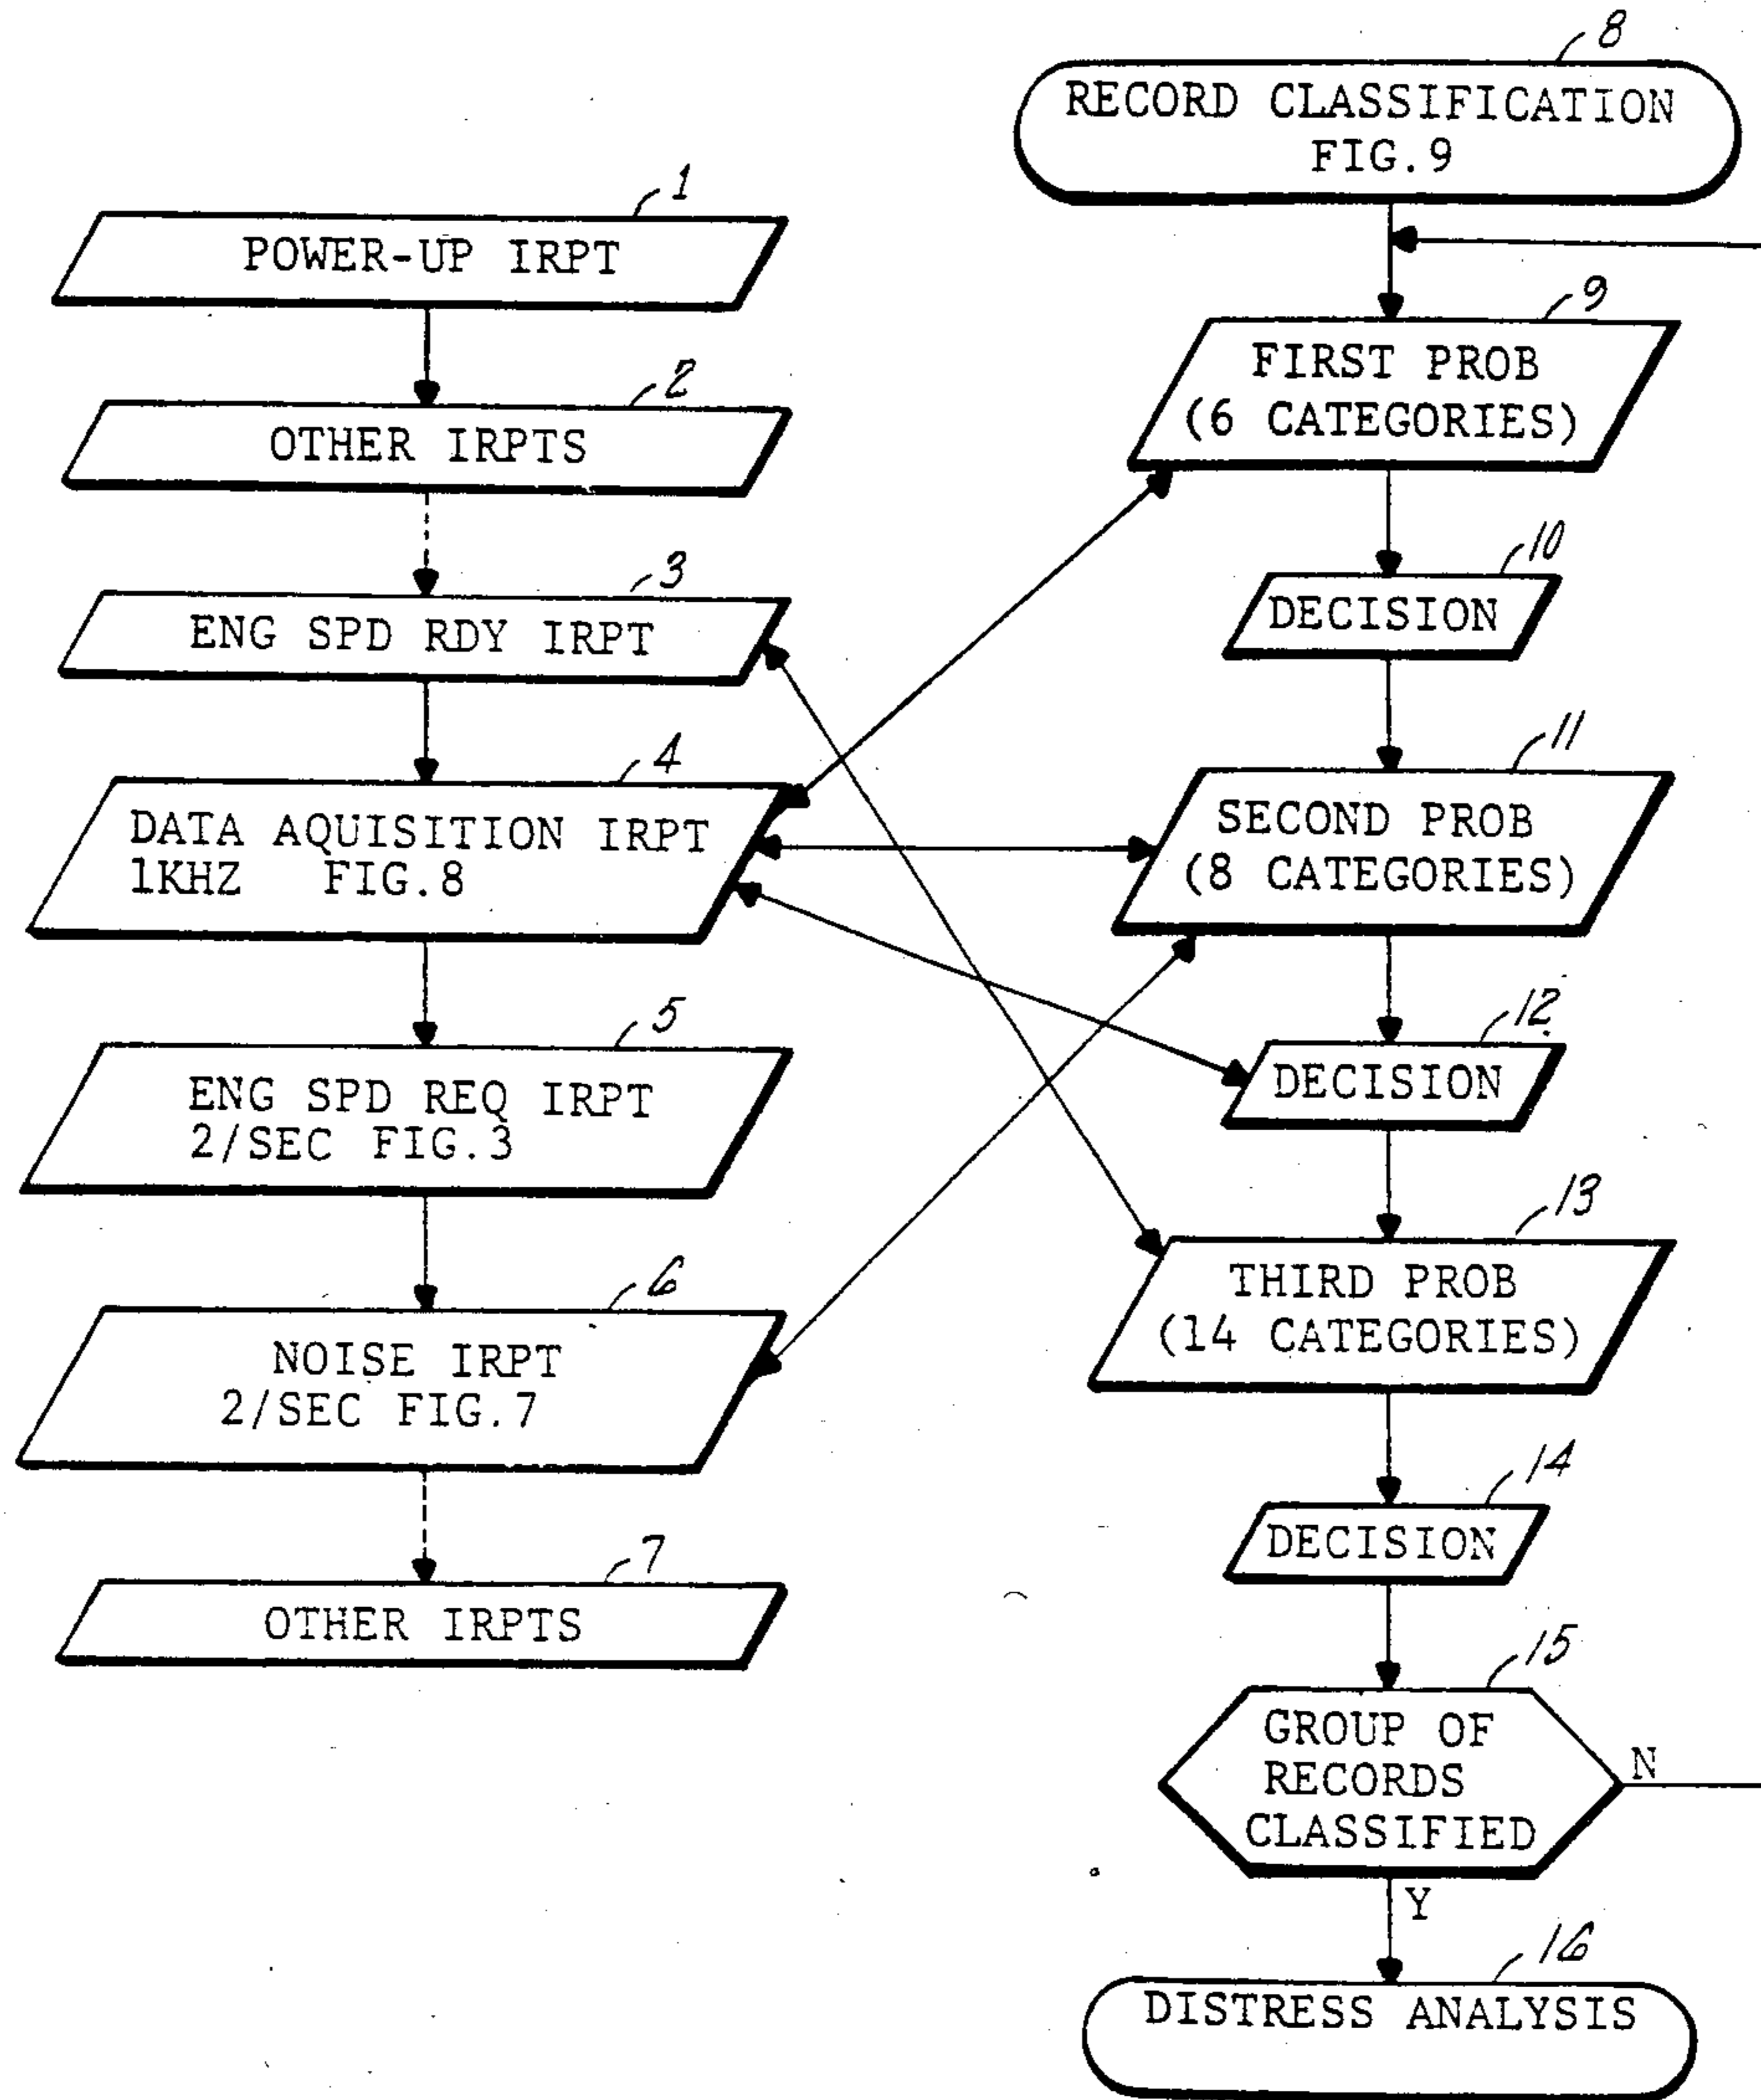 1
POWER-UP IRPT
2
OTHER IRPTS
3
ENG SPD RDY IRPT
4
DATA AQUISITION IRPT
1KHZ FIG.8
5
ENG SPD REQ IRPT
2/SEC FIG.3
6
NOISE IRPT
2/SEC FIG.7
7
OTHER IRPTS
8
RECORD CLASSIFICATION
FIG.9
9
FIRST PROB
(6 CATEGORIES)
10
DECISION
11
SECOND PROB
(8 CATEGORIES)
12
DECISION
13
THIRD PROB
(14 CATEGORIES)
14
DECISION
15
GROUP OF
RECORDS
CLASSIFIED
N
Y
16
DISTRESS ANALYSIS